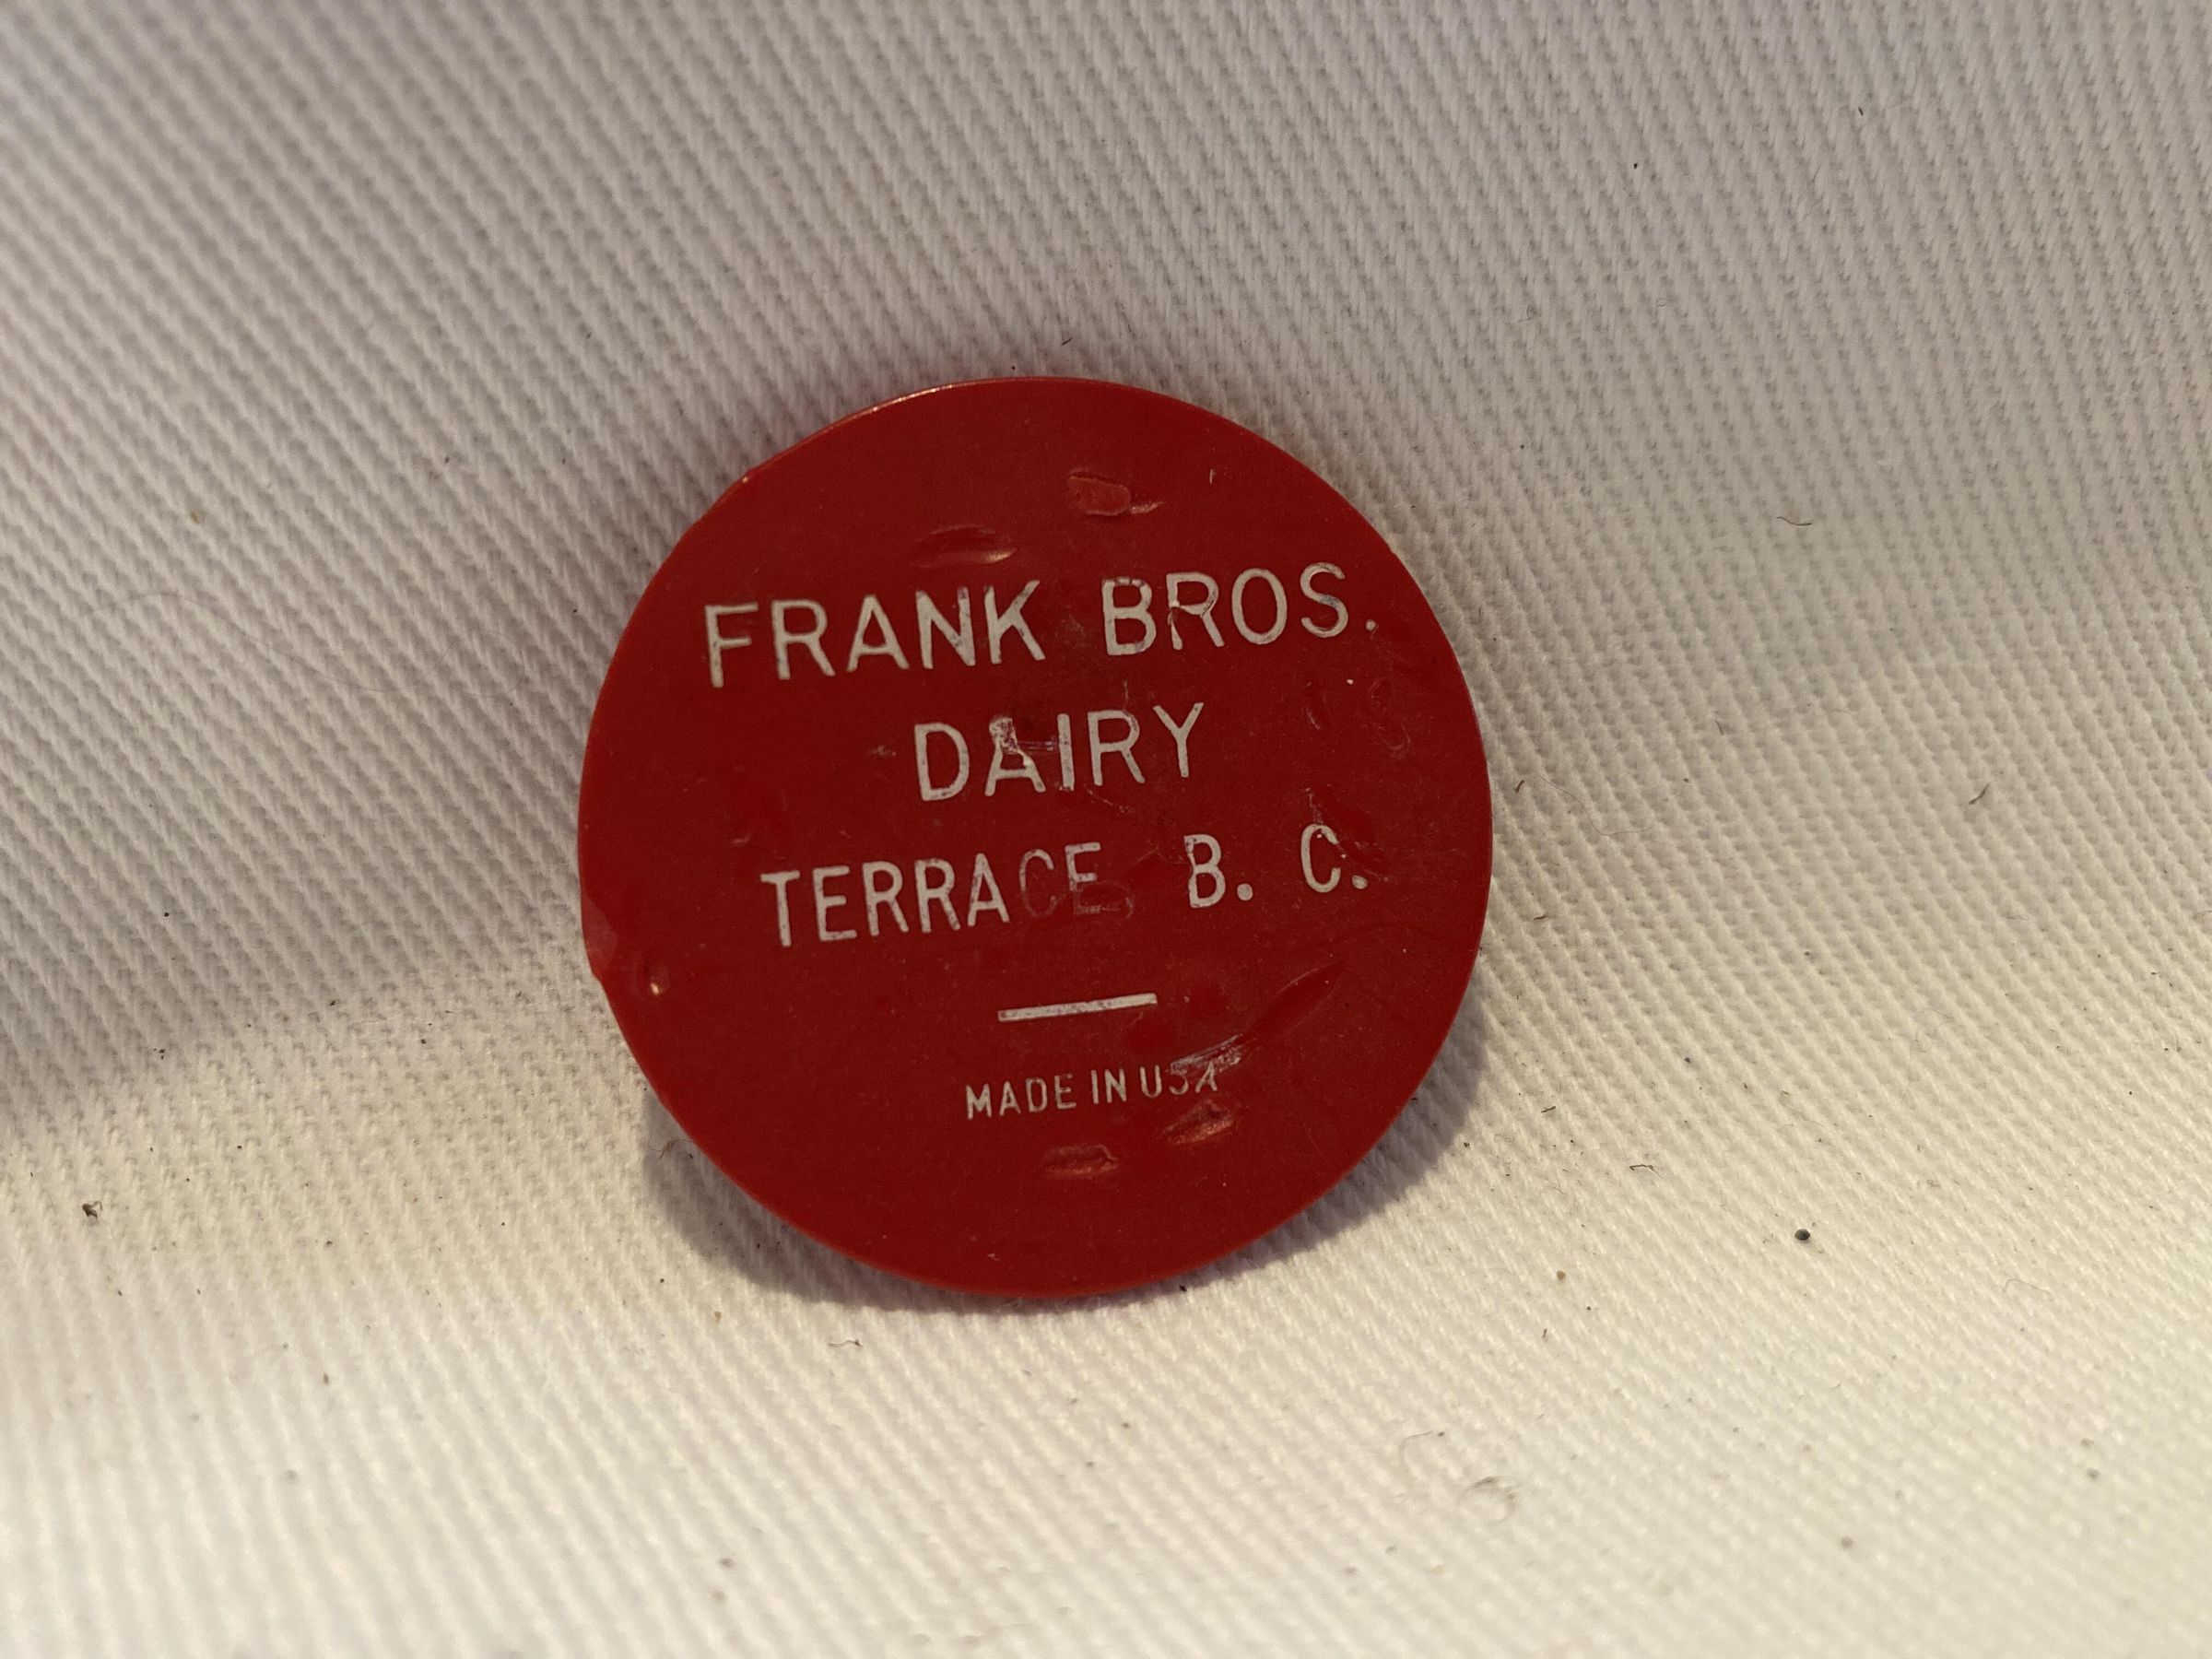 FRANK BROS.
DAIRY
TERRACE, B. C.
MADE IN USA